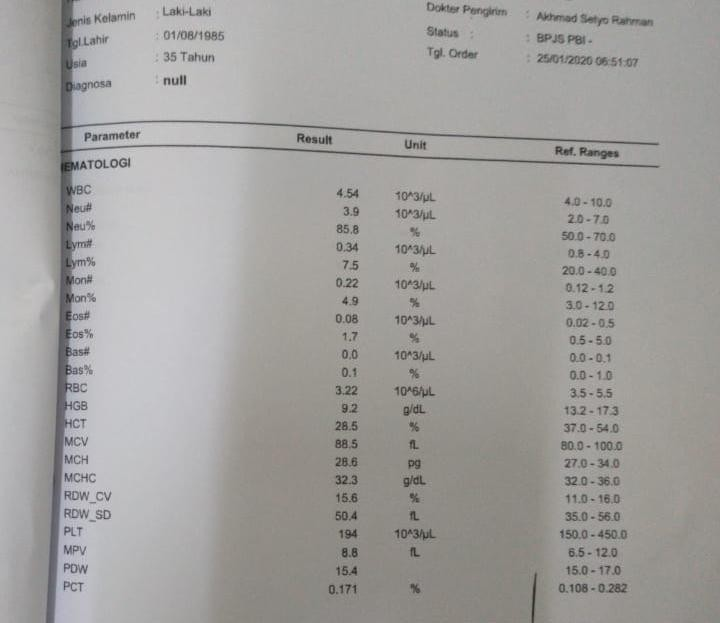 Jenis Kelamin : Laki-Laki Dokter Pengirim : Akhmad Setyo Rahman
Tgl.Lahir : 01/08/1985 Status : : BPJS PBI -
Usia : 35 Tahun Tgl. Order : 25/01/2020 06:51:07
Diagnosa : null
Parameter Result Unit Ref. Ranges
HEMATOLOGI
WBC 4.54 10^3/µL 4.0 - 10.0
Neu# 3.9 10^3/µL 2.0 - 7.0
Neu% 85.8 % 50.0 - 70.0
Lym# 0.34 10^3/µL 0.8 - 4.0
Lym% 7.5 % 20.0 - 40.0
Mon# 0.22 10^3/µL 0.12 - 1.2
Mon% 4.9 % 3.0 - 12.0
Eos# 0.08 10^3/µL 0.02 - 0.5
Eos% 1.7 % 0.5 - 5.0
Bas# 0.0 10^3/µL 0.0 - 0.1
Bas% 0.1 % 0.0 - 1.0
RBC 3.22 10^6/µL 3.5 - 5.5
HGB 9.2 g/dL 13.2 - 17.3
HCT 28.5 % 37.0 - 54.0
MCV 88.5 fL 80.0 - 100.0
MCH 28.6 pg 27.0 - 34.0
MCHC 32.3 g/dL 32.0 - 36.0
RDW_CV 15.6 % 11.0 - 16.0
RDW_SD 50.4 fL 35.0 - 56.0
PLT 194 10^3/µL 150.0 - 450.0
MPV 8.8 fL 6.5 - 12.0
PDW 15.4 15.0 - 17.0
PCT 0.171 % 0.108 - 0.282